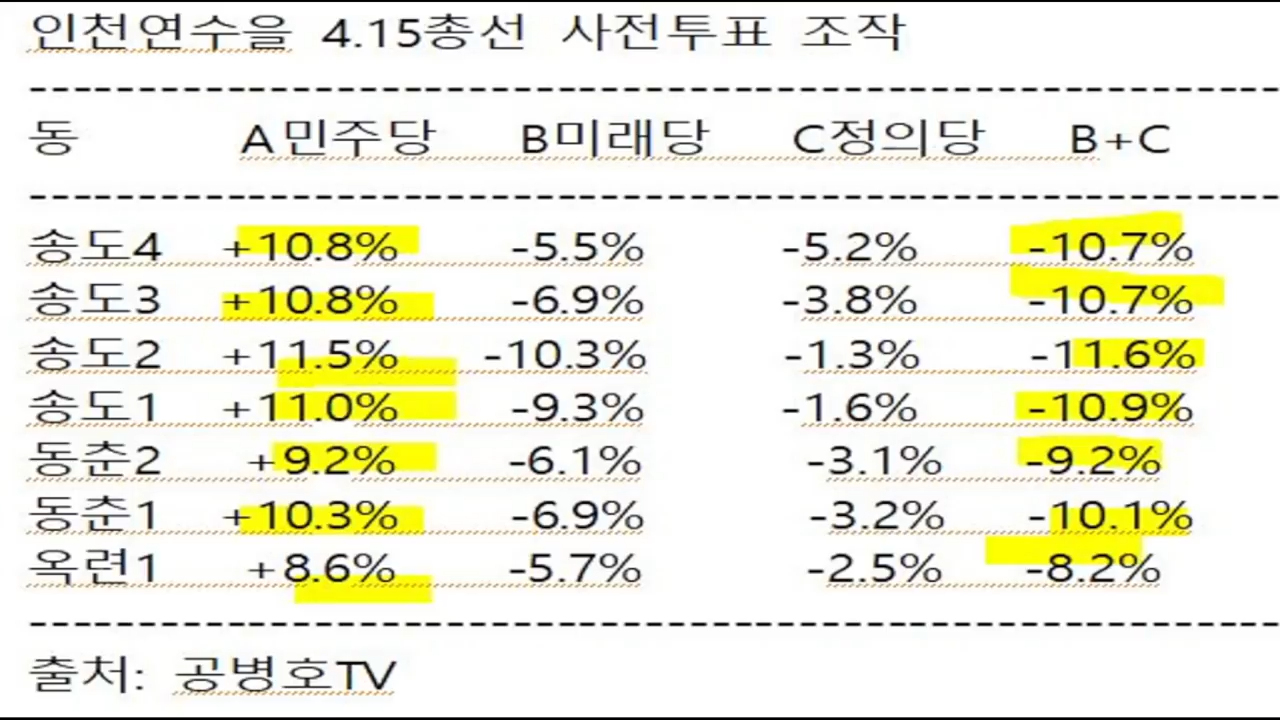 인천연수을 4.15총선 사전투표 조작
동 A민주당 B미래당 C정의당 B+C
송도4 +10.8% -5.5% -5.2% -10.7%
송도3 +10.8% -6.9% -3.8% -10.7%
송도2 +11.5% -10.3% -1.3% -11.6%
송도1 +11.0% -9.3% -1.6% -10.9%
동춘2 +9.2% -6.1% -3.1% -9.2%
동춘1 +10.3% -6.9% -3.2% -10.1%
옥련1 +8.6% -5.7% -2.5% -8.2%
출처: 공병호TV